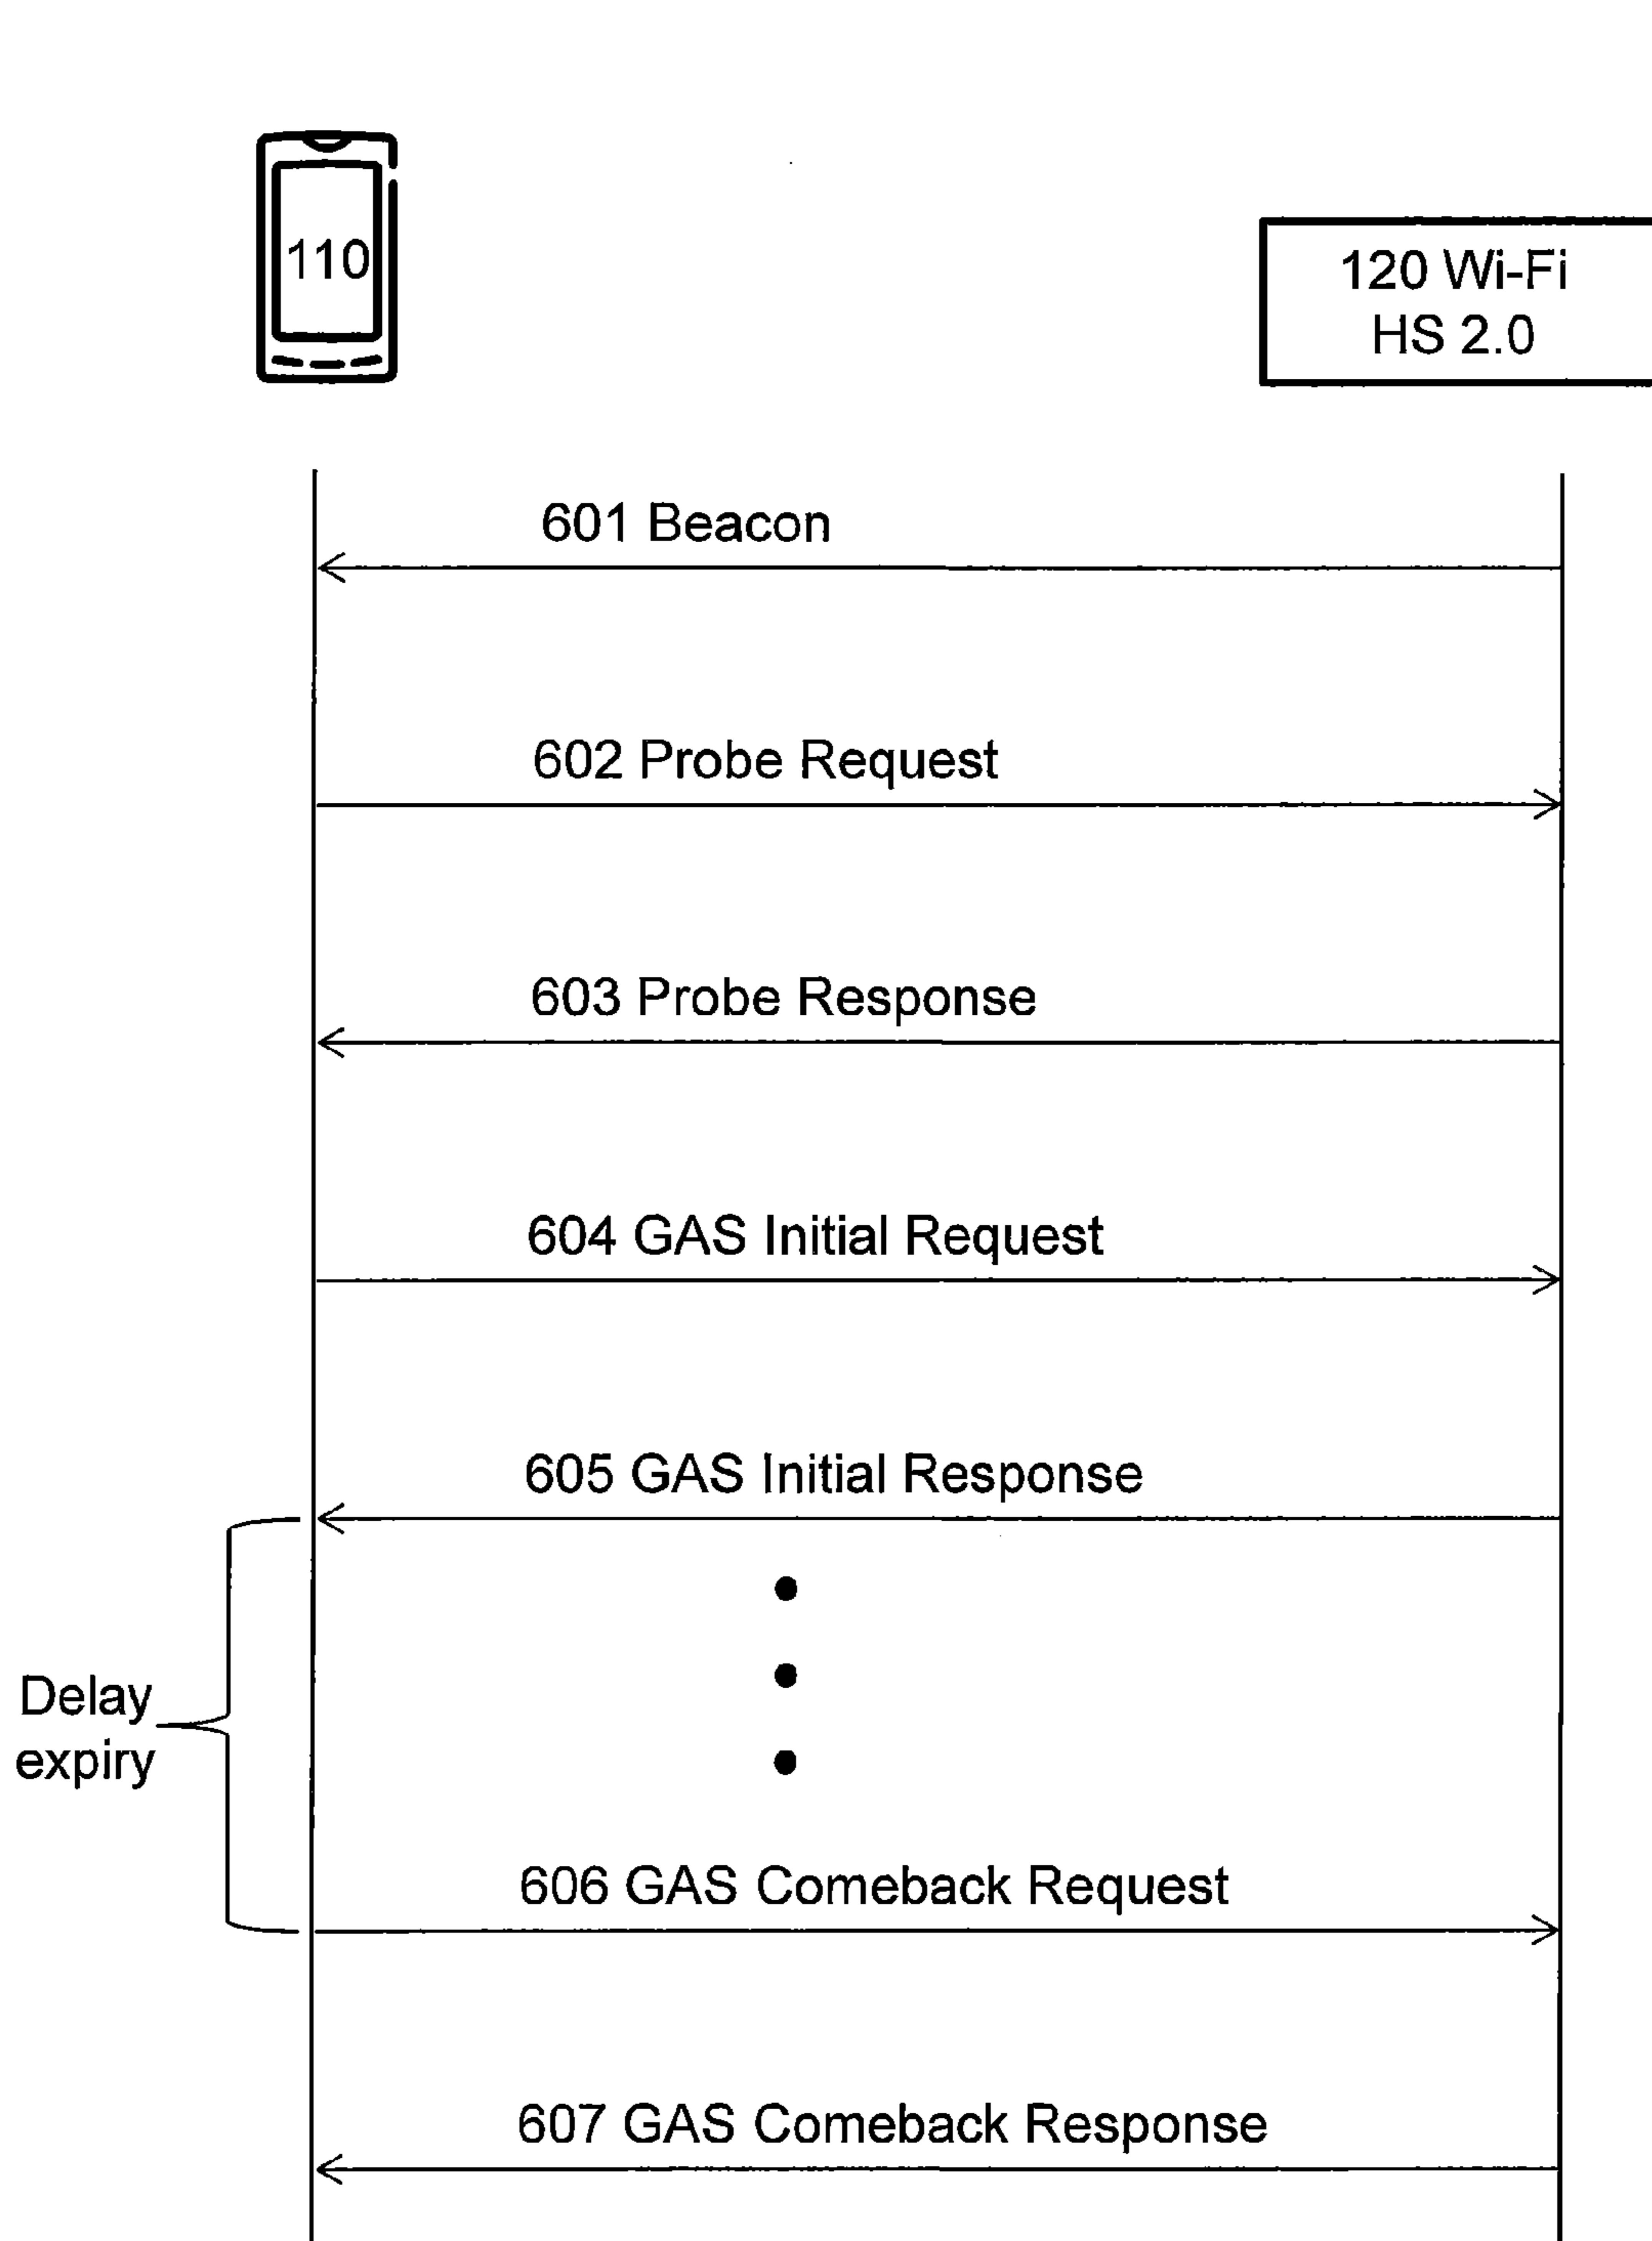 110
120 Wi-Fi
HS 2.0
601 Beacon
602 Probe Request
603 Probe Response
604 GAS Initial Request
605 GAS Initial Response
Delay
expiry
606 GAS Comeback Request
607 GAS Comeback Response